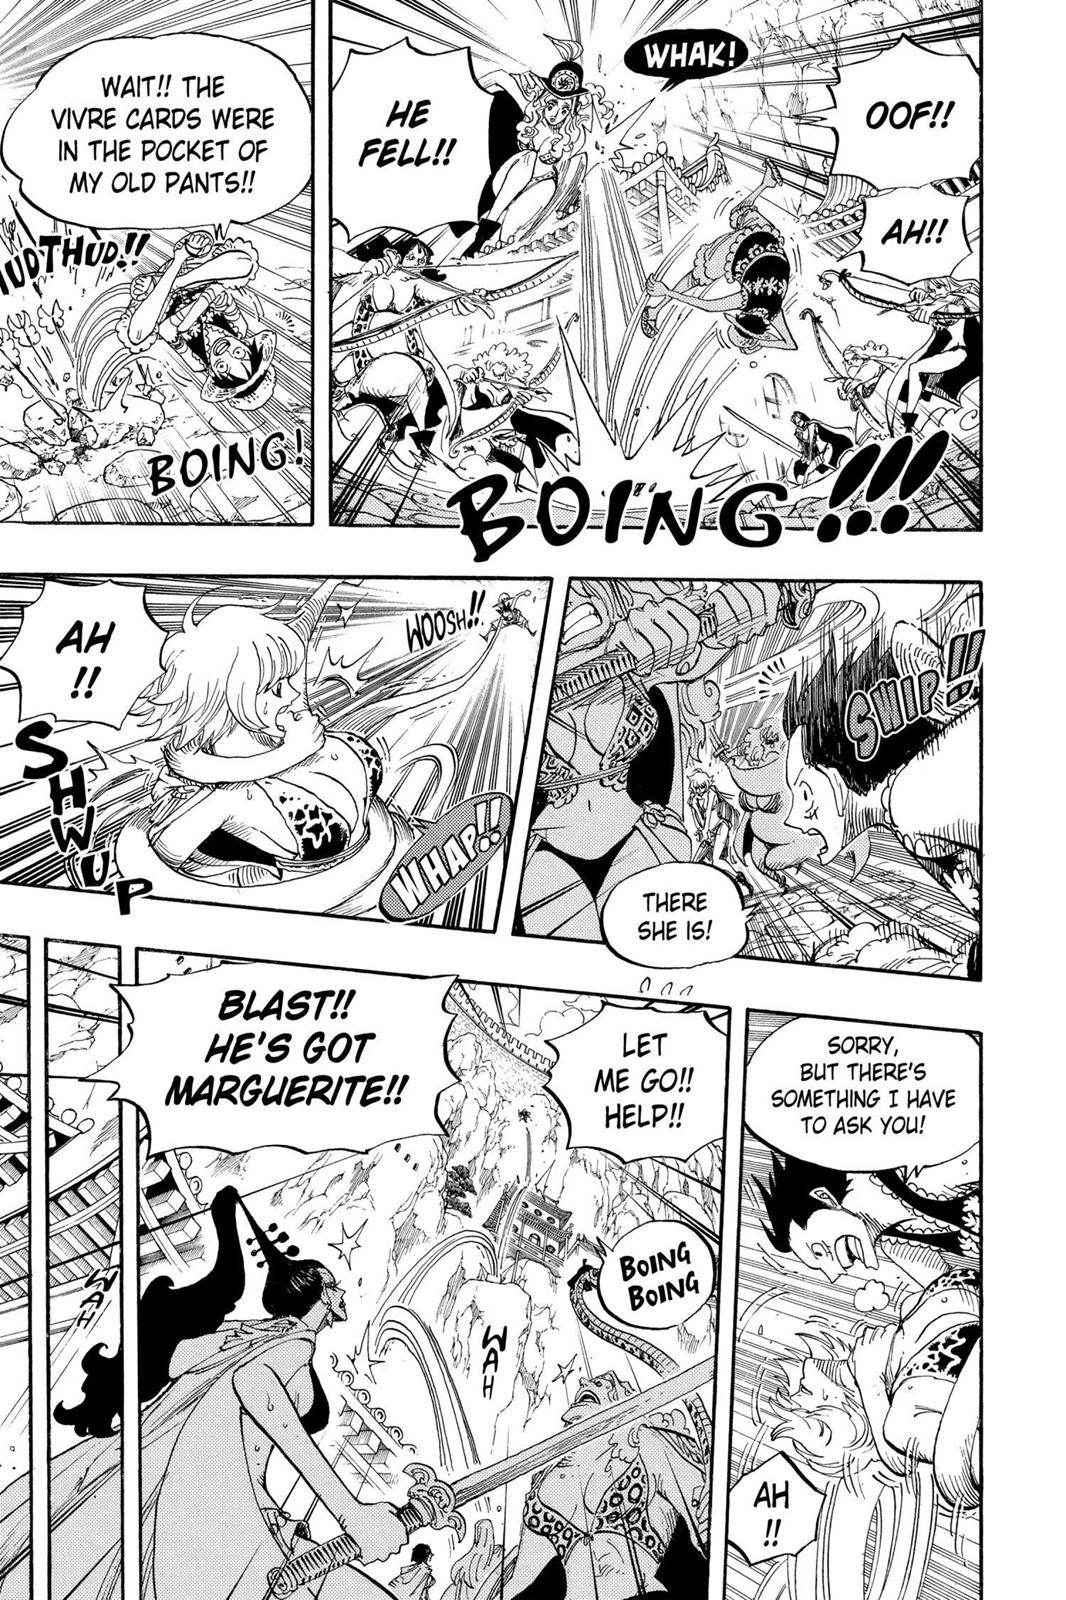 WHAK!
OOF!!
AH!!
HE
FELL!!
BOING!!!
WAIT!! THE
VIVRE CARDS WERE
IN THE POCKET OF
MY OLD PANTS!!
UDTHUD!!
BOING!
SWIP!!
THERE
SHE IS!
WOOSH!!
AH
!!
SHWUP
WHAP!!
SORRY,
BUT THERE'S
SOMETHING I HAVE
TO ASK YOU!
AH
!!
LET
ME GO!!
HELP!!
BLAST!!
HE'S GOT
MARGUERITE!!
BOING
BOING
WAH
WAH